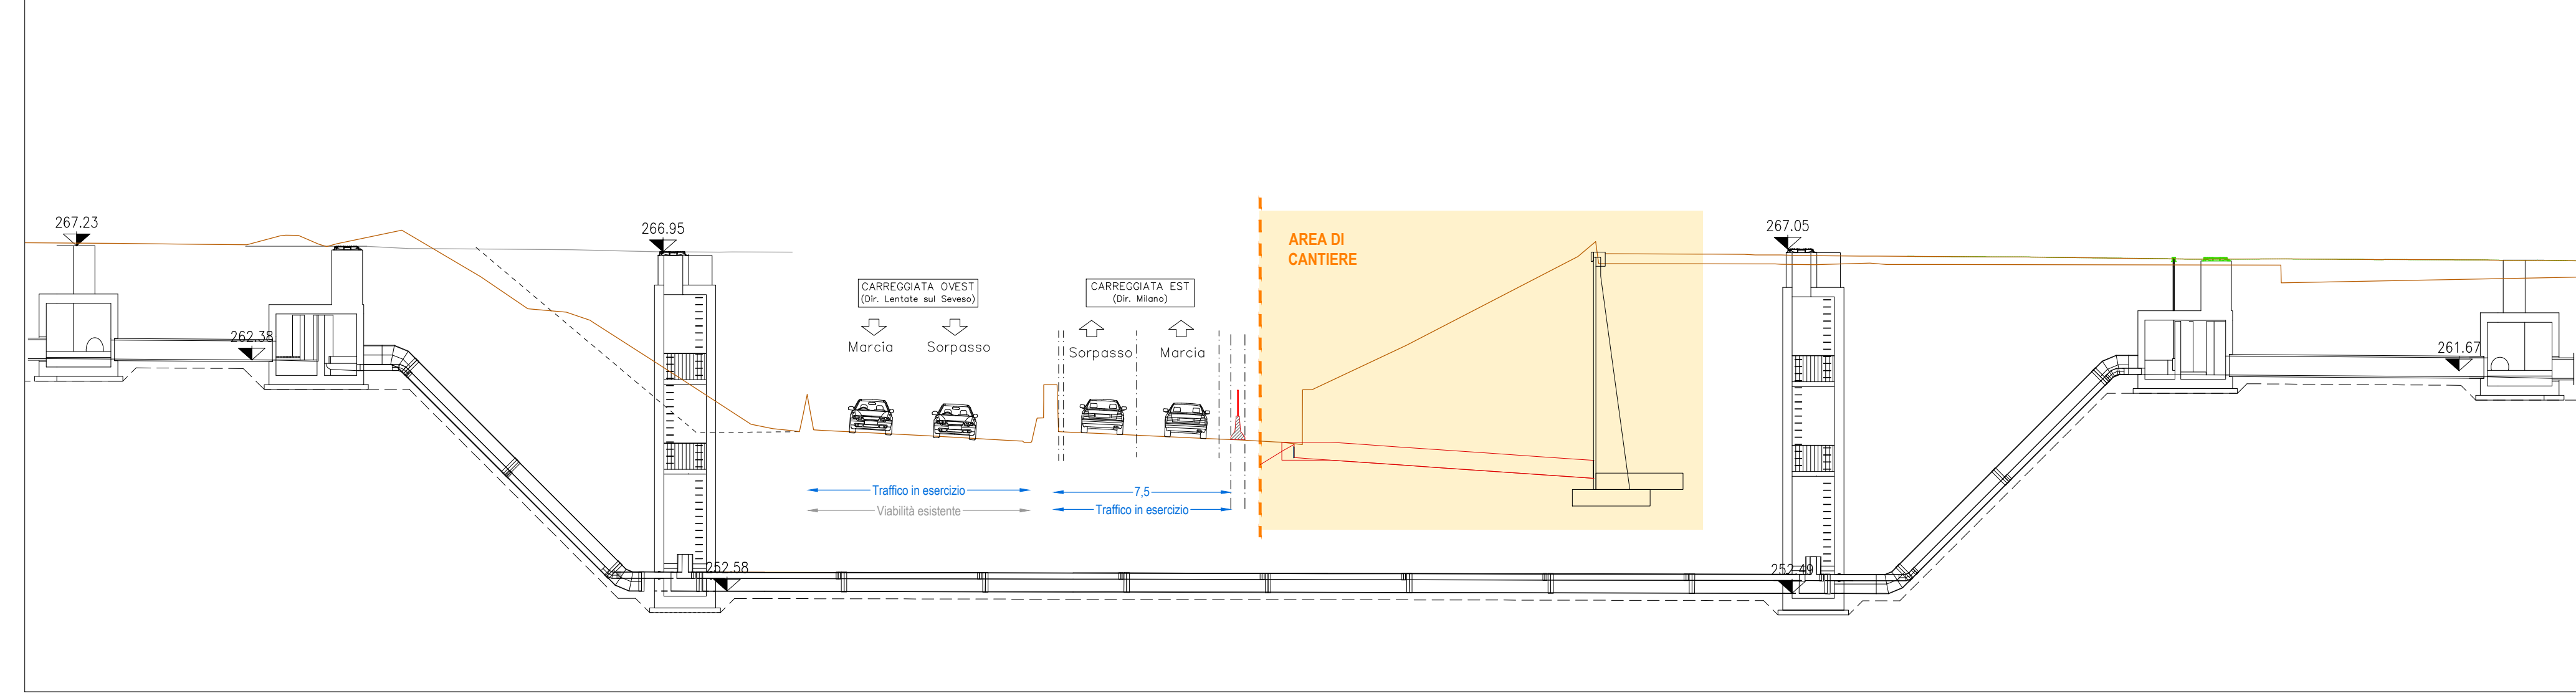 267.23
266.95
AREA DI
CANTIERE
267.05
CARREGGIATA OVEST
(Dir. Lentate sul Seveso)
CARREGGIATA EST
(Dir. Milano)
262.38
Marcia
Sorpasso
Sorpasso
Marcia
261.67
Traffico in esercizio
Viabilità esistente
7,5
Traffico in esercizio
252.58
252.49